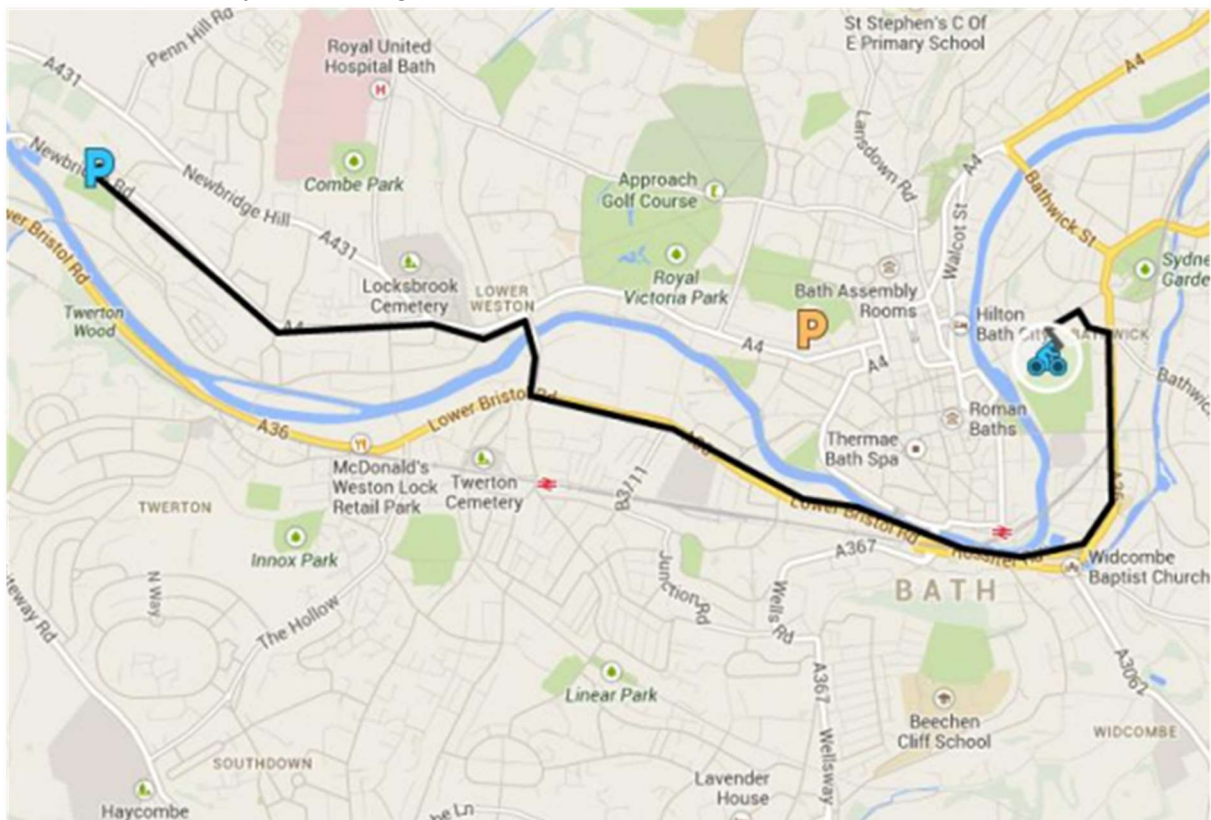 St Stephen's C Of
E Primary School
Penn Hill Rd
Royal United
Hospital Bath
H
A431
A4
Lansdown Rd
A4
Newbridge Rd
P
Combe Park
Approach
Golf Course
Newbridge Hill
Walcot St
Bathwick St
A431
Lower Bristol Rd
Royal
Victoria Park
Locksbrook
Cemetery
LOWER
WESTON
Bath Assembly
Rooms
Twerton
Wood
A4
P
A4
Hilton
Bath City
A4
Lower Bristol Rd
A36
McDonald's
Weston Lock
Retail Park
Twerton
Cemetery
A36
Thermae
Bath Spa
Roman
Baths
A36
TWERTON
Lower Bristol Rd
Rossiter Rd
A367
Innox Park
BATH
Widcombe
Baptist Church
N Way
The Hollow
Junction Rd
Wells Rd
A367
A3062
Linear Park
Beechen
Cliff School
WIDCOMBE
Wellsway
SOUTHDOWN
Lavender
House
Haycombe